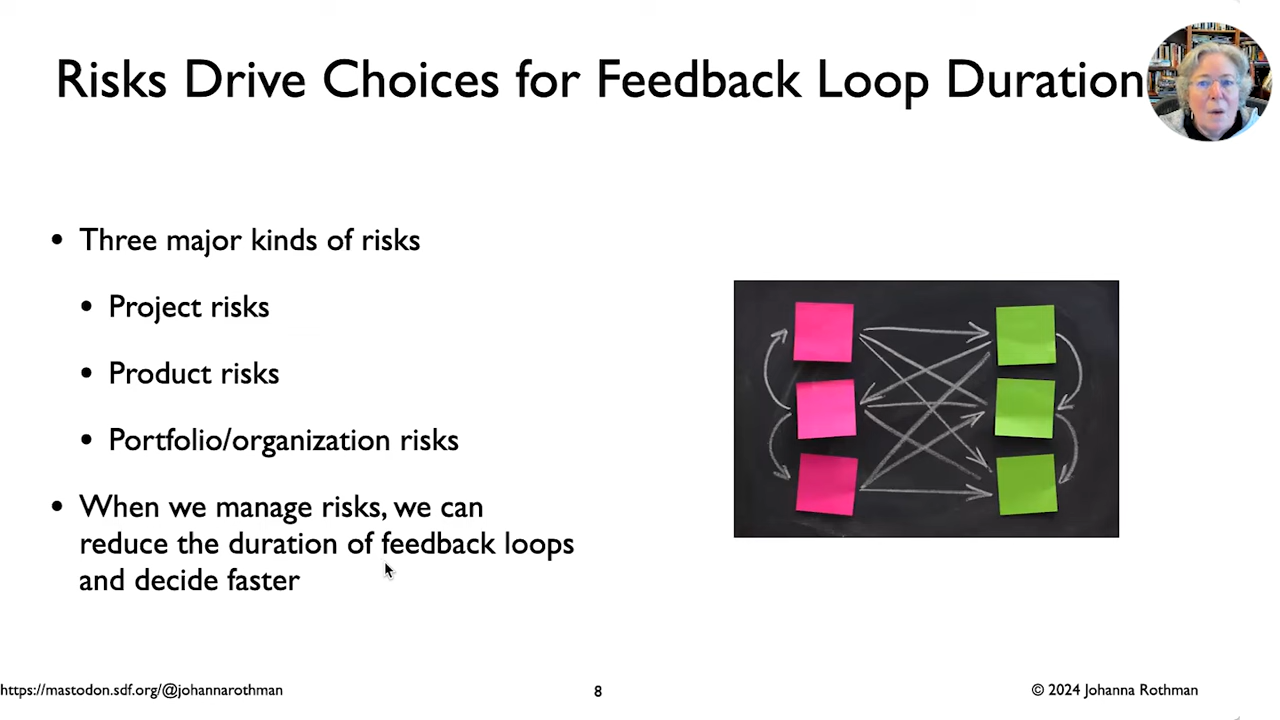 Risks Drive Choices for Feedback Loop Duration
• Three major kinds of risks
• Project risks
• Product risks
• Portfolio/organization risks
• When we manage risks, we can
reduce the duration of feedback loops
and decide faster
https://mastodon.sdf.org/@johannarothman
8
© 2024 Johanna Rothman